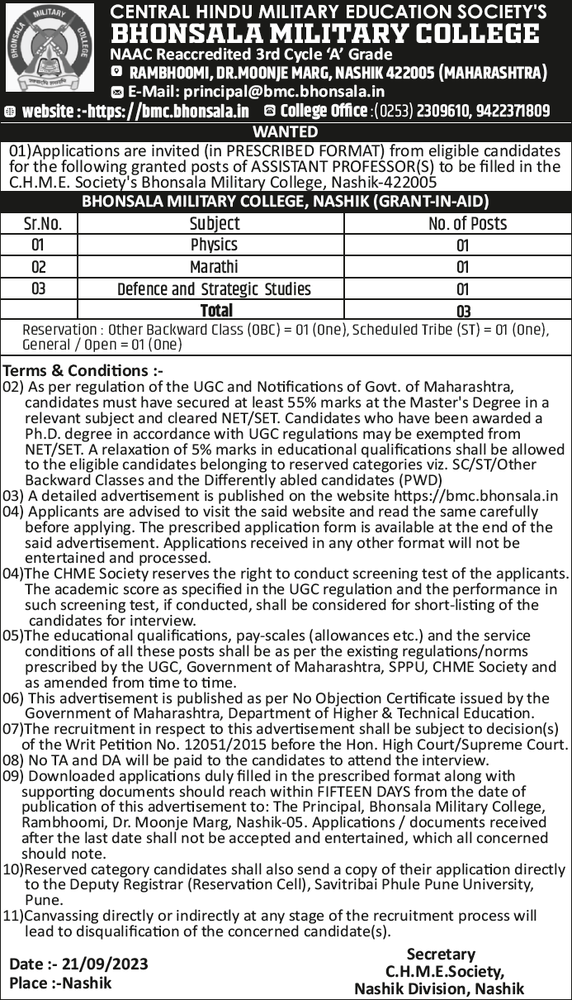 CENTRAL HINDU MILITARY EDUCATION SOCIETY'S
BHONSALA MILITARY COLLEGE
NAAC Reaccredited 3rd Cycle ‘A’ Grade
RAMBHOOMI, DR.MOONJE MARG, NASHIK 422005 (MAHARASHTRA)
E-Mail: principal@bmc.bhonsala.in
website :-https://bmc.bhonsala.in College Office :(0253) 2309610, 9422371809
BHONSALA MILITARY COLLEGE
WANTED
01)Applications are invited (in PRESCRIBED FORMAT) from eligible candidates
for the following granted posts of ASSISTANT PROFESSOR(S) to be filled in the
C.H.M.E. Society's Bhonsala Military College, Nashik-422005
BHONSALA MILITARY COLLEGE, NASHIK (GRANT-IN-AID)
Sr.No. Subject No. of Posts
01 Physics 01
02 Marathi 01
03 Defence and Strategic Studies 01
Total 03
Reservation : Other Backward Class (OBC) = 01 (One), Scheduled Tribe (ST) = 01 (One),
General / Open = 01 (One)
Terms & Conditions :-
02) As per regulation of the UGC and Notifications of Govt. of Maharashtra,
candidates must have secured at least 55% marks at the Master's Degree in a
relevant subject and cleared NET/SET. Candidates who have been awarded a
Ph.D. degree in accordance with UGC regulations may be exempted from
NET/SET. A relaxation of 5% marks in educational qualifications shall be allowed
to the eligible candidates belonging to reserved categories viz. SC/ST/Other
Backward Classes and the Differently abled candidates (PWD)
03) A detailed advertisement is published on the website https://bmc.bhonsala.in
04) Applicants are advised to visit the said website and read the same carefully
before applying. The prescribed application form is available at the end of the
said advertisement. Applications received in any other format will not be
entertained and processed.
04)The CHME Society reserves the right to conduct screening test of the applicants.
The academic score as specified in the UGC regulation and the performance in
such screening test, if conducted, shall be considered for short-listing of the
candidates for interview.
05)The educational qualifications, pay-scales (allowances etc.) and the service
conditions of all these posts shall be as per the existing regulations/norms
prescribed by the UGC, Government of Maharashtra, SPPU, CHME Society and
as amended from time to time.
06) This advertisement is published as per No Objection Certificate issued by the
Government of Maharashtra, Department of Higher & Technical Education.
07)The recruitment in respect to this advertisement shall be subject to decision(s)
of the Writ Petition No. 12051/2015 before the Hon. High Court/Supreme Court.
08) No TA and DA will be paid to the candidates to attend the interview.
09) Downloaded applications duly filled in the prescribed format along with
supporting documents should reach within FIFTEEN DAYS from the date of
publication of this advertisement to: The Principal, Bhonsala Military College,
Rambhoomi, Dr. Moonje Marg, Nashik-05. Applications / documents received
after the last date shall not be accepted and entertained, which all concerned
should note.
10)Reserved category candidates shall also send a copy of their application directly
to the Deputy Registrar (Reservation Cell), Savitribai Phule Pune University,
Pune.
11)Canvassing directly or indirectly at any stage of the recruitment process will
lead to disqualification of the concerned candidate(s).
Date :- 21/09/2023
Place :-Nashik
Secretary
C.H.M.E.Society,
Nashik Division, Nashik